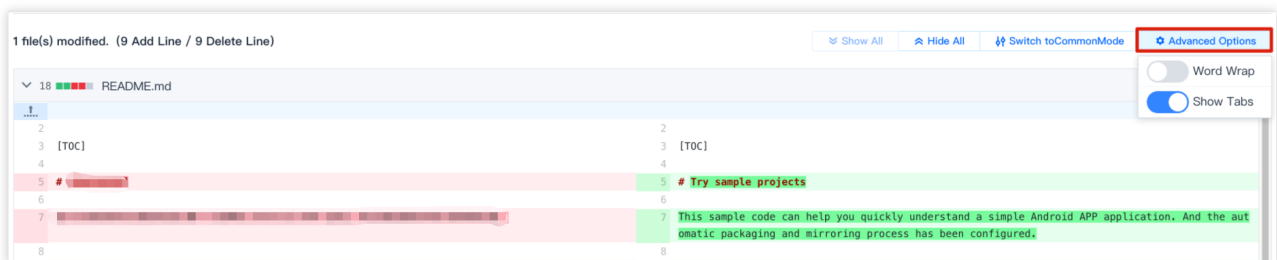 1 file(s) modified. (9 Add Line / 9 Delete Line)
Show All Hide All Switch toCommonMode Advanced Options
Word Wrap
Show Tabs
18 README.md
2 2
3 [TOC] 3 [TOC]
4 4
5 # 5 # Try sample projects
6 6
7 7 This sample code can help you quickly understand a simple Android APP application. And the aut
omatic packaging and mirroring process has been configured.
8 8